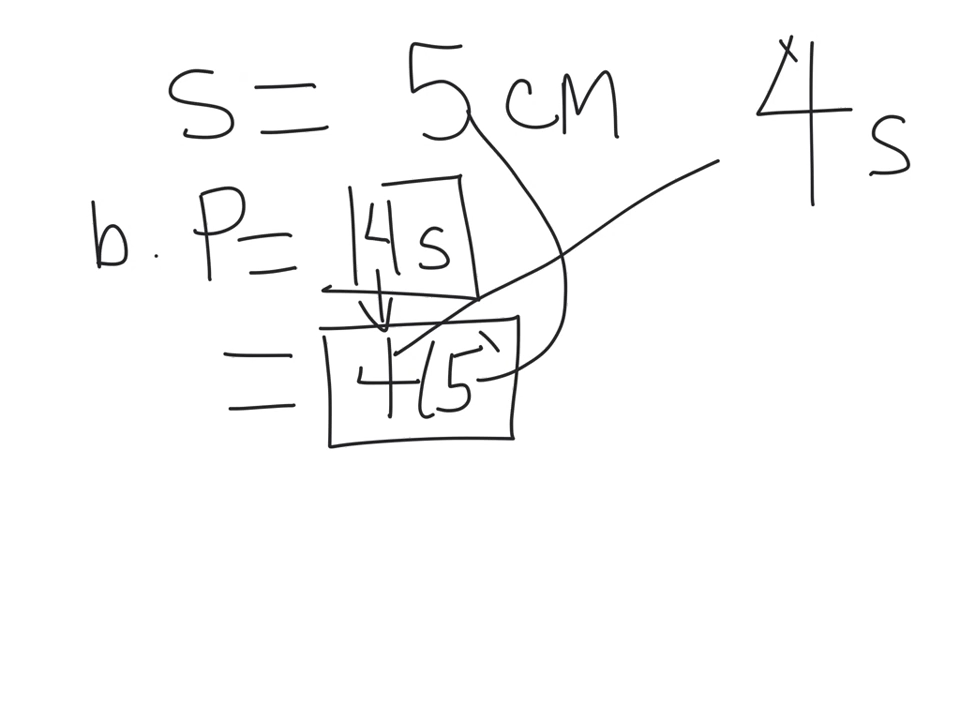 s = 5 cm
4s
b. P = 4s
= 4(5)